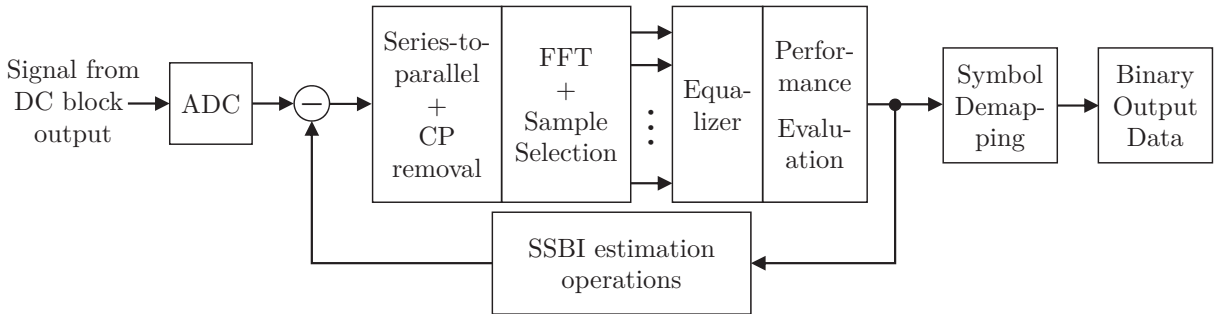 Signal from
DC block
output
ADC
−
Series-to-
parallel
+
CP
removal
FFT
+
Sample
Selection
Equa-
lizer
Perfor-
mance
Evalu-
ation
Symbol
Demap-
ping
Binary
Output
Data
SSBI estimation
operations